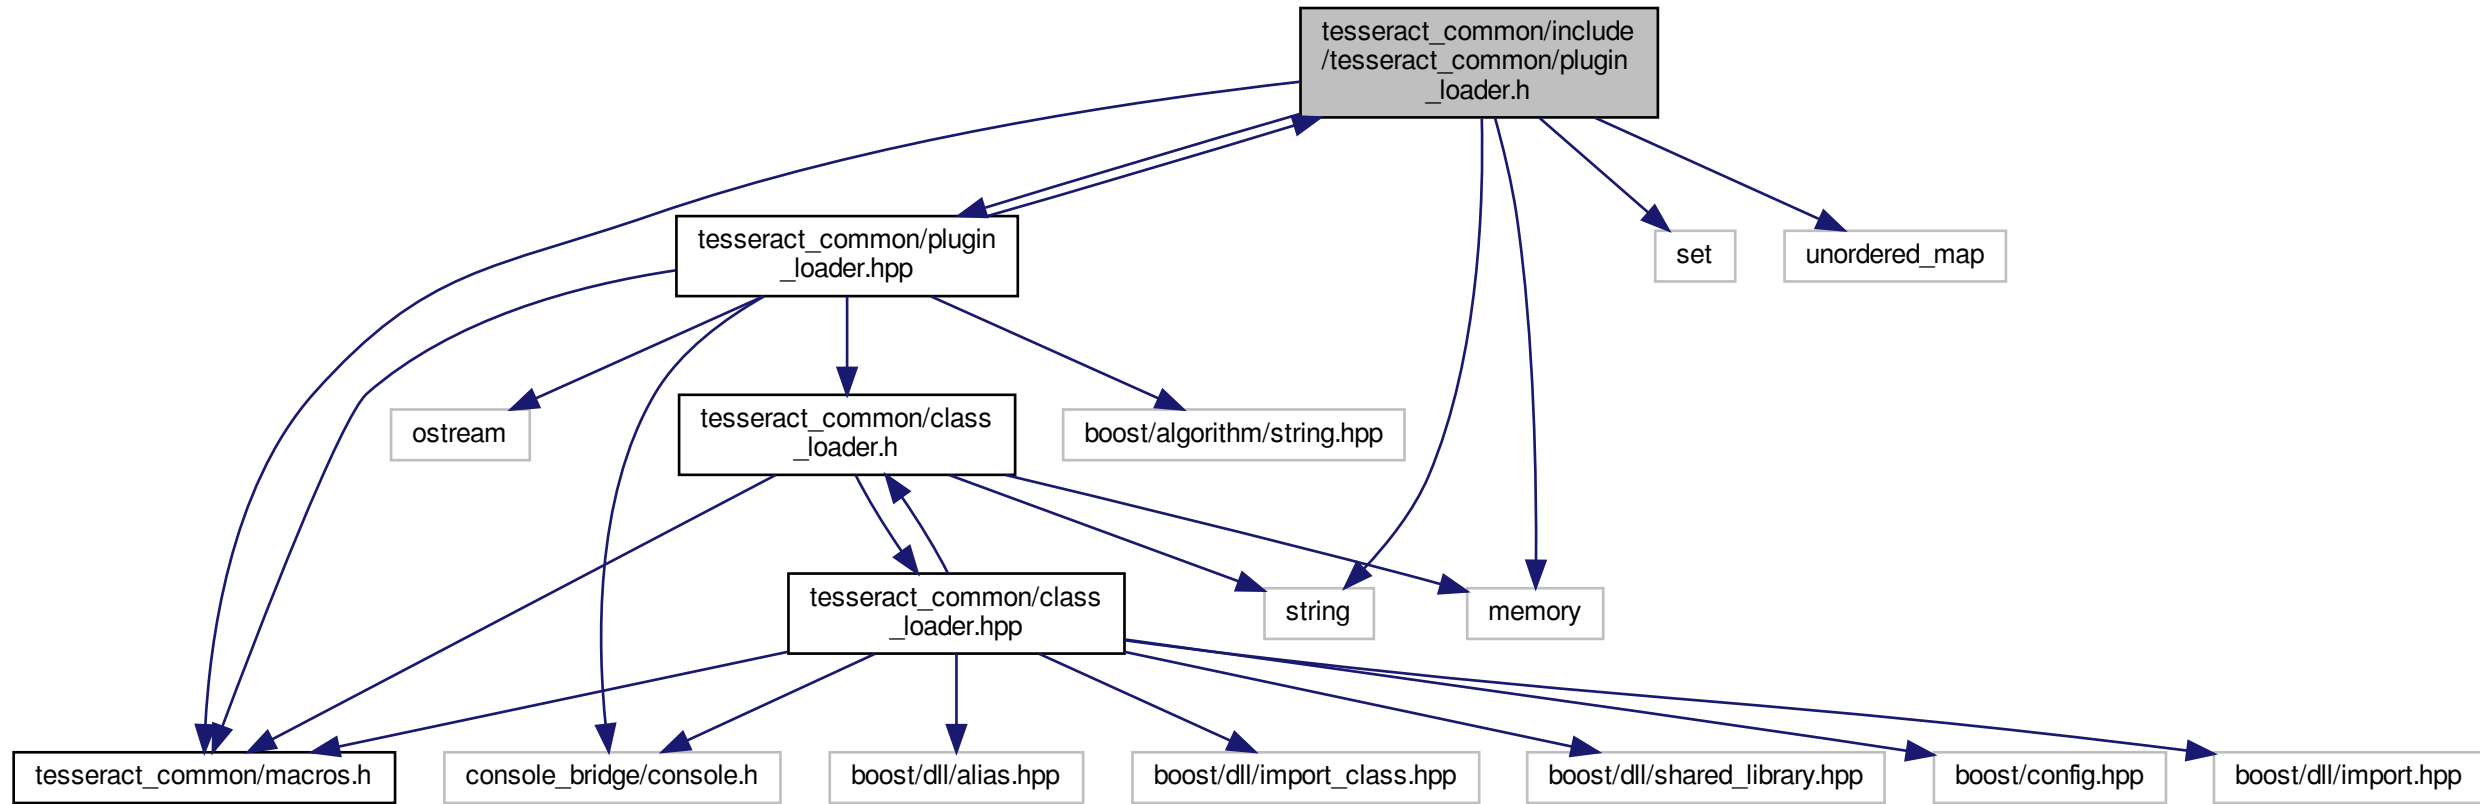 tesseract_common/include
/tesseract_common/plugin
_loader.h
tesseract_common/plugin
_loader.hpp
set
unordered_map
ostream
tesseract_common/class
_loader.h
boost/algorithm/string.hpp
tesseract_common/class
_loader.hpp
string
memory
tesseract_common/macros.h
console_bridge/console.h
boost/dll/alias.hpp
boost/dll/import_class.hpp
boost/dll/shared_library.hpp
boost/config.hpp
boost/dll/import.hpp